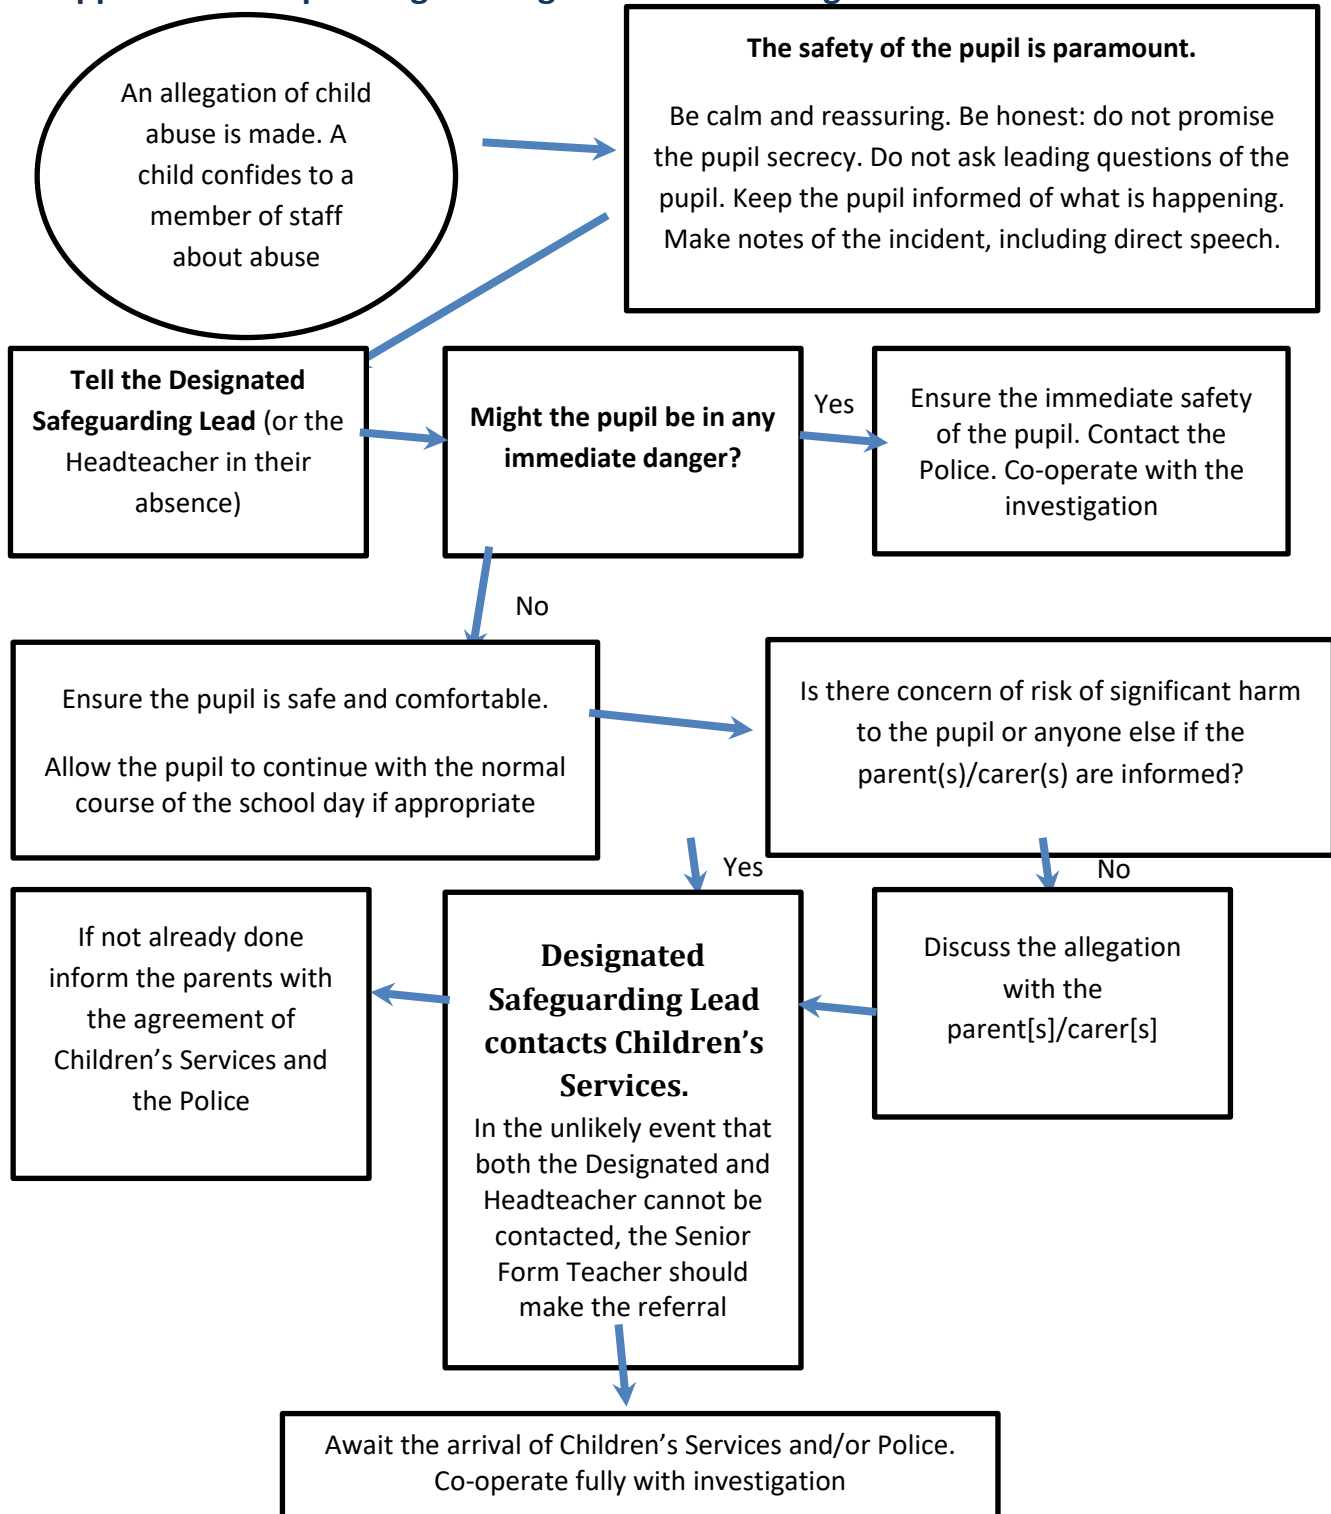 An allegation of child
abuse is made. A
child confides to a
member of staff
about abuse
The safety of the pupil is paramount.
Be calm and reassuring. Be honest: do not promise
the pupil secrecy. Do not ask leading questions of the
pupil. Keep the pupil informed of what is happening.
Make notes of the incident, including direct speech.
Tell the Designated
Safeguarding Lead (or the
Headteacher in their
absence)
Might the pupil be in any
immediate danger?
Yes
Ensure the immediate safety
of the pupil. Contact the
Police. Co-operate with the
investigation
No
Ensure the pupil is safe and comfortable.
Allow the pupil to continue with the normal
course of the school day if appropriate
Is there concern of risk of significant harm
to the pupil or anyone else if the
parent(s)/carer(s) are informed?
Yes
No
If not already done
inform the parents with
the agreement of
Children’s Services and
the Police
Designated
Safeguarding Lead
contacts Children’s
Services.
In the unlikely event that
both the Designated and
Headteacher cannot be
contacted, the Senior
Form Teacher should
make the referral
Discuss the allegation
with the
parent[s]/carer[s]
Await the arrival of Children’s Services and/or Police.
Co-operate fully with investigation